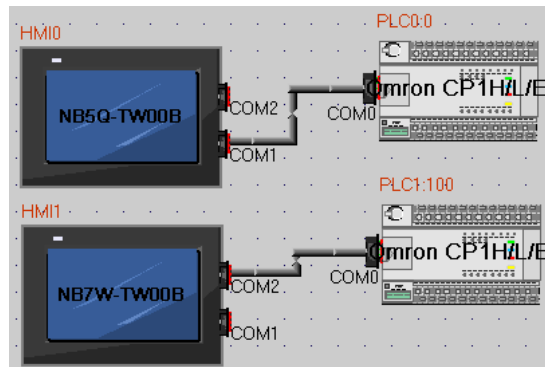 HMI0
PLC0:0
NB5Q-TW00B
COM2
COM1
COM0
Omron CP1H/L/E
HMI1
PLC1:100
NB7W-TW00B
COM2
COM1
COM0
Omron CP1H/L/E